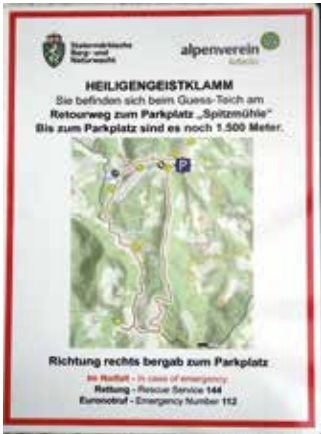 Steiermärkische
Berg- und
Naturwacht
alpenverein
HEILIGENGEISTKLAMM
Sie befinden sich beim Guess-Teich am
Retourweg zum Parkplatz „Spitzmühle“
Bis zum Parkplatz sind es noch 1.500 Meter.
P
Richtung rechts bergab zum Parkplatz
Im Notfall - In case of emergency:
Rettung - Rescue Service 144
Euronotruf - Emergency Number 112